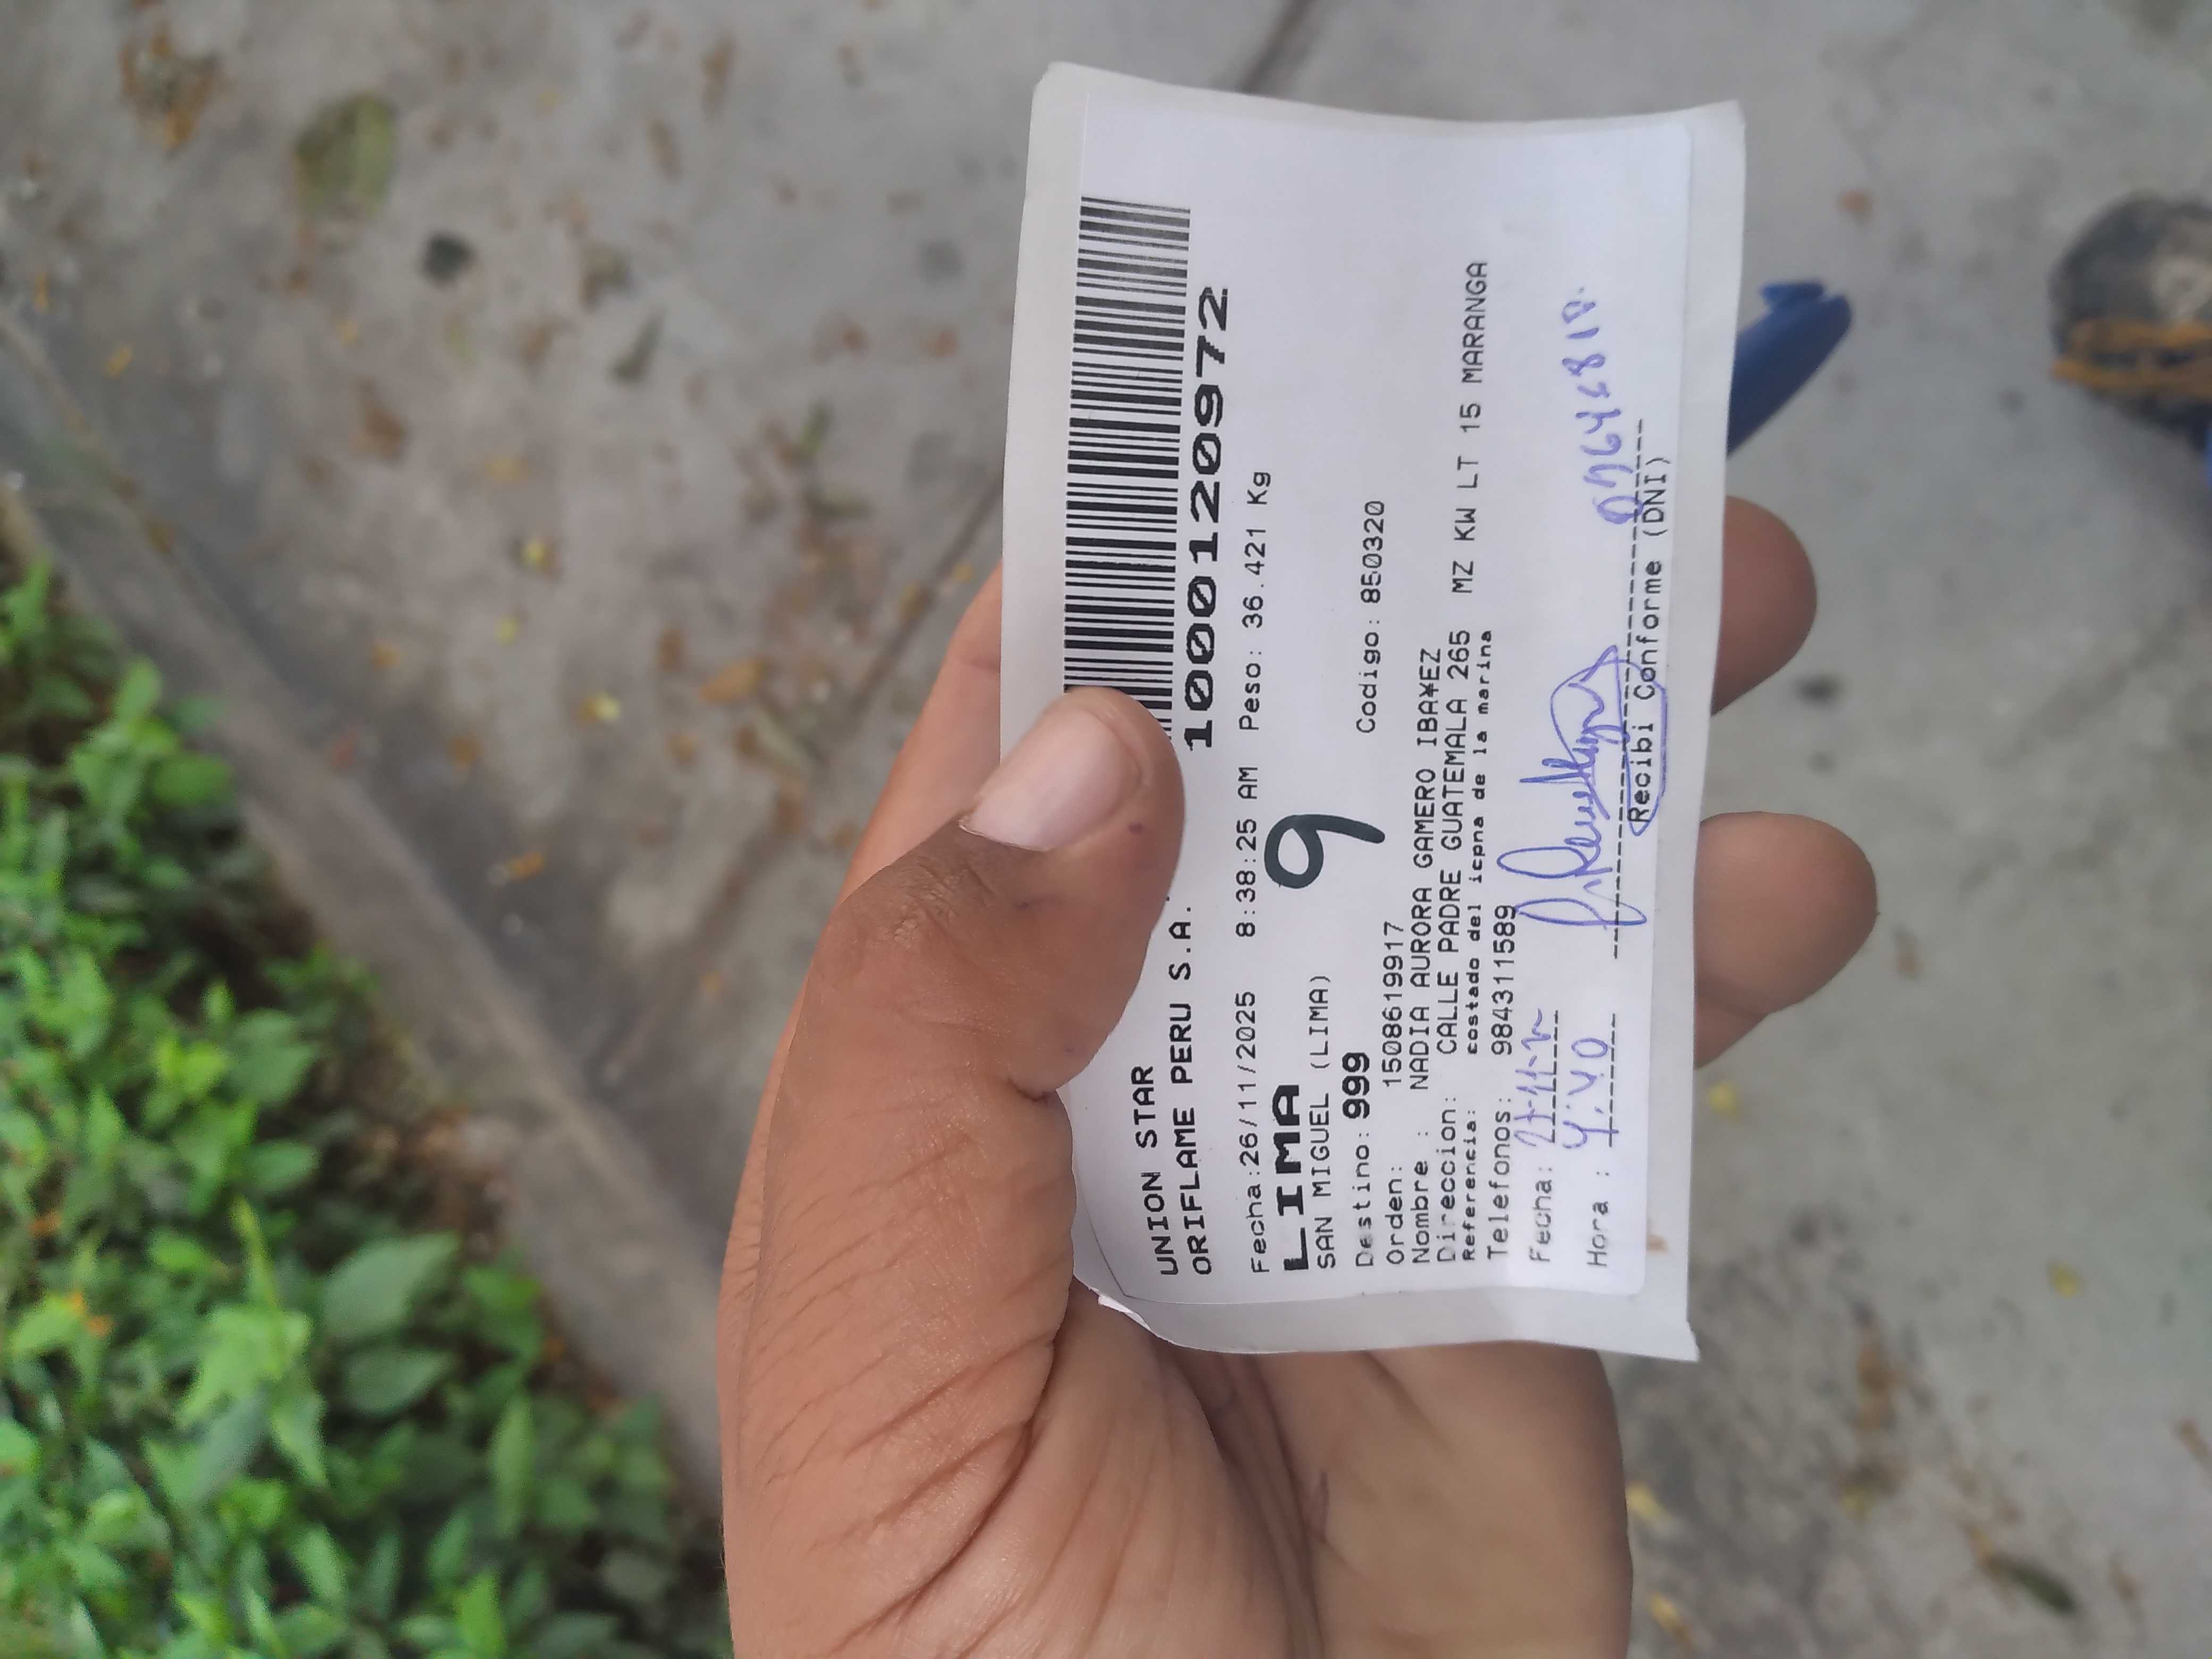 UNION STAR
ORIFLAME PERU S.A.
10001120972
Fecha:26/11/2025 8:38:25 AM Peso: 36.421 Kg
LIMA 9
SAN MIGUEL (LIMA)
Destino: 999 Codigo: 850320
Orden: 1508619917
Nombre : NADIA AURORA GAMERO IBA¥EZ
Direccion: CALLE PADRE GUATEMALA 265 MZ KW LT 15 MARANGA
Referencia: costado del icpna de la marina
Telefonos: 984311589
Fecha:
Hora : 4:40
Recibi Conforme (DNI)